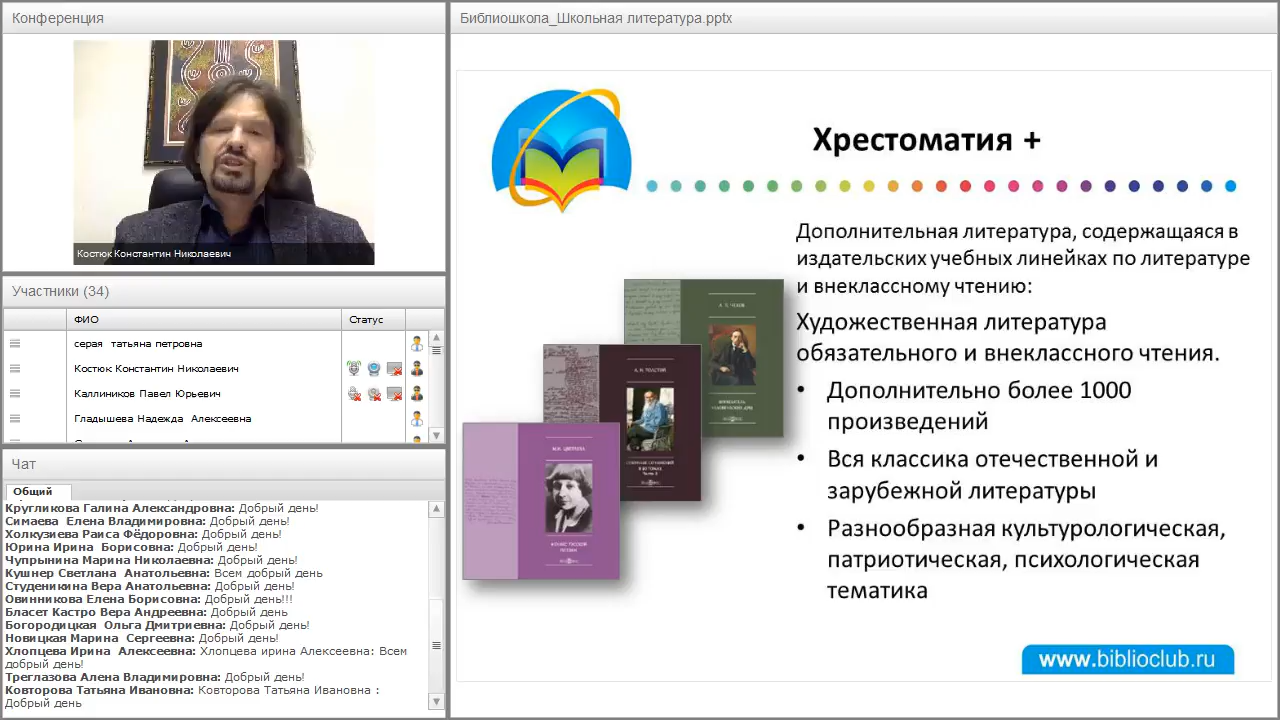 Конференция
Костюк Константин Николаевич
Участники (34)
ФИО
Статус
серая татьяна петровна
Костюк Константин Николаевич
Каллиников Павел Юрьевич
Гладышева Надежда Алексеевна
Чат
Общий
Кругликова Галина Александровна: Добрый день!
Симаева Елена Владимировна: Добрый день!
Холкузиева Раиса Фёдоровна: Добрый день!
Юрина Ирина Борисовна: Добрый день!
Чупрынина Марина Николаевна: Добрый день
Кушнер Светлана Анатольевна: Всем добрый день
Студеникина Вера Анатольевна: Добрый день!
Овинникова Елена Борисовна: Добрый день!!!
Бласет Кастро Вера Андреевна: Добрый день
Богородицкая Ольга Дмитриевна: Добрый день!
Новицкая Марина Сергеевна: Добрый день!
Хлопцева Ирина Алексеевна: Хлопцева ирина Алексеевна: Всем
добрый день!
Треглазова Алена Владимировна: Добрый день!
Ковторова Татьяна Ивановна: Ковторова Татьяна Ивановна :
Добрый день
Библиошкола_Школьная литература.pptx
Хрестоматия +
Дополнительная литература, содержащаяся в
издательских учебных линейках по литературе
и внеклассному чтению:
Художественная литература
обязательного и внеклассного чтения.
• Дополнительно более 1000
произведений
• Вся классика отечественной и
зарубежной литературы
• Разнообразная культурологическая,
патриотическая, психологическая
тематика
А. П. ЧЕХОВ
М.И. ЦВЕТАЕВА
www.biblioclub.ru